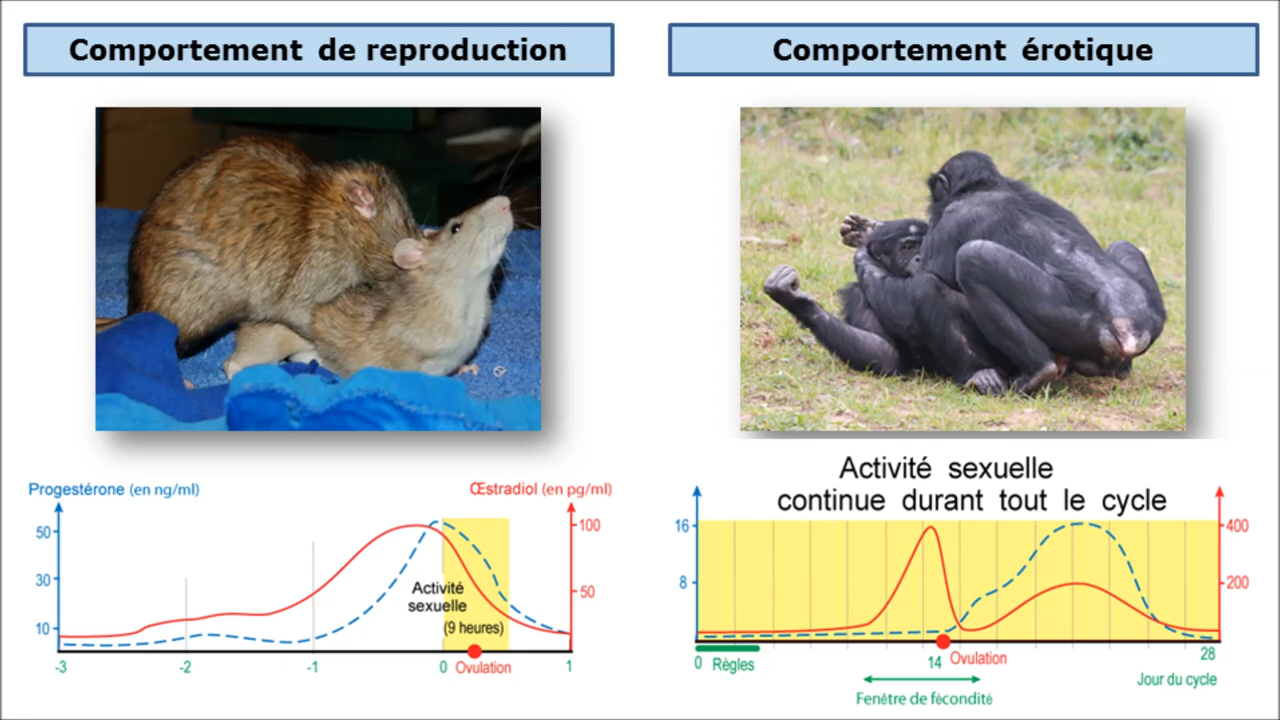 Comportement de reproduction
Comportement érotique
Progestérone (en ng/ml)
Œstradiol (en pg/ml)
50
30
10
100
50
Activité
sexuelle
(9 heures)
-3
-2
-1
0
Ovulation
1
Activité sexuelle
continue durant tout le cycle
16
8
400
200
0
Règles
14
Ovulation
28
Jour du cycle
Fenêtre de fécondité